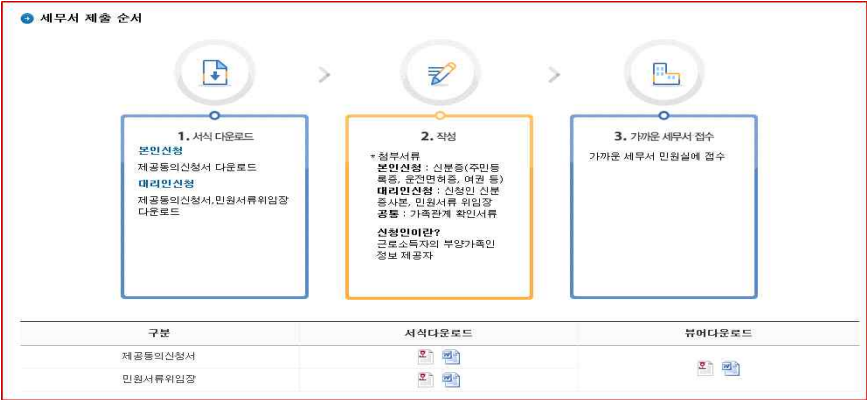 세무서 제출 순서
1. 서식 다운로드
본인신청
제공동의신청서 다운로드
대리인신청
제공동의신청서,민원서류위임장
다운로드
2. 작성
* 첨부서류
본인신청 : 신분증(주민등
록증, 운전면허증, 여권 등)
대리인신청 : 신청인 신분
증사본, 민원서류 위임장
공통 : 가족관계 확인서류
신청인이란?
근로소득자의 부양가족인
정보 제공자
3. 가까운 세무서 접수
가까운 세무서 민원실에 접수
구분 서식다운로드 뷰어다운로드
제공동의신청서
민원서류위임장